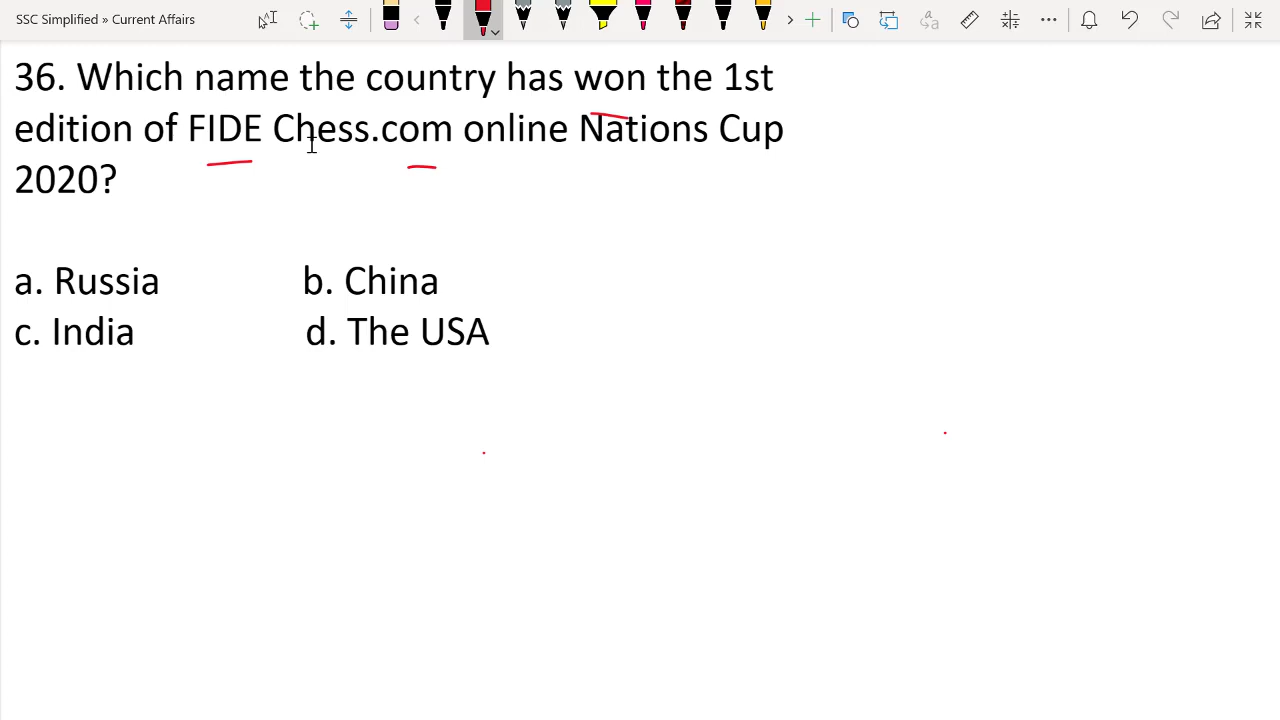 SSC Simplified » Current Affairs
36. Which name the country has won the 1st
edition of FIDE Chess.com online Nations Cup
2020?
a. Russia b. China
c. India d. The USA